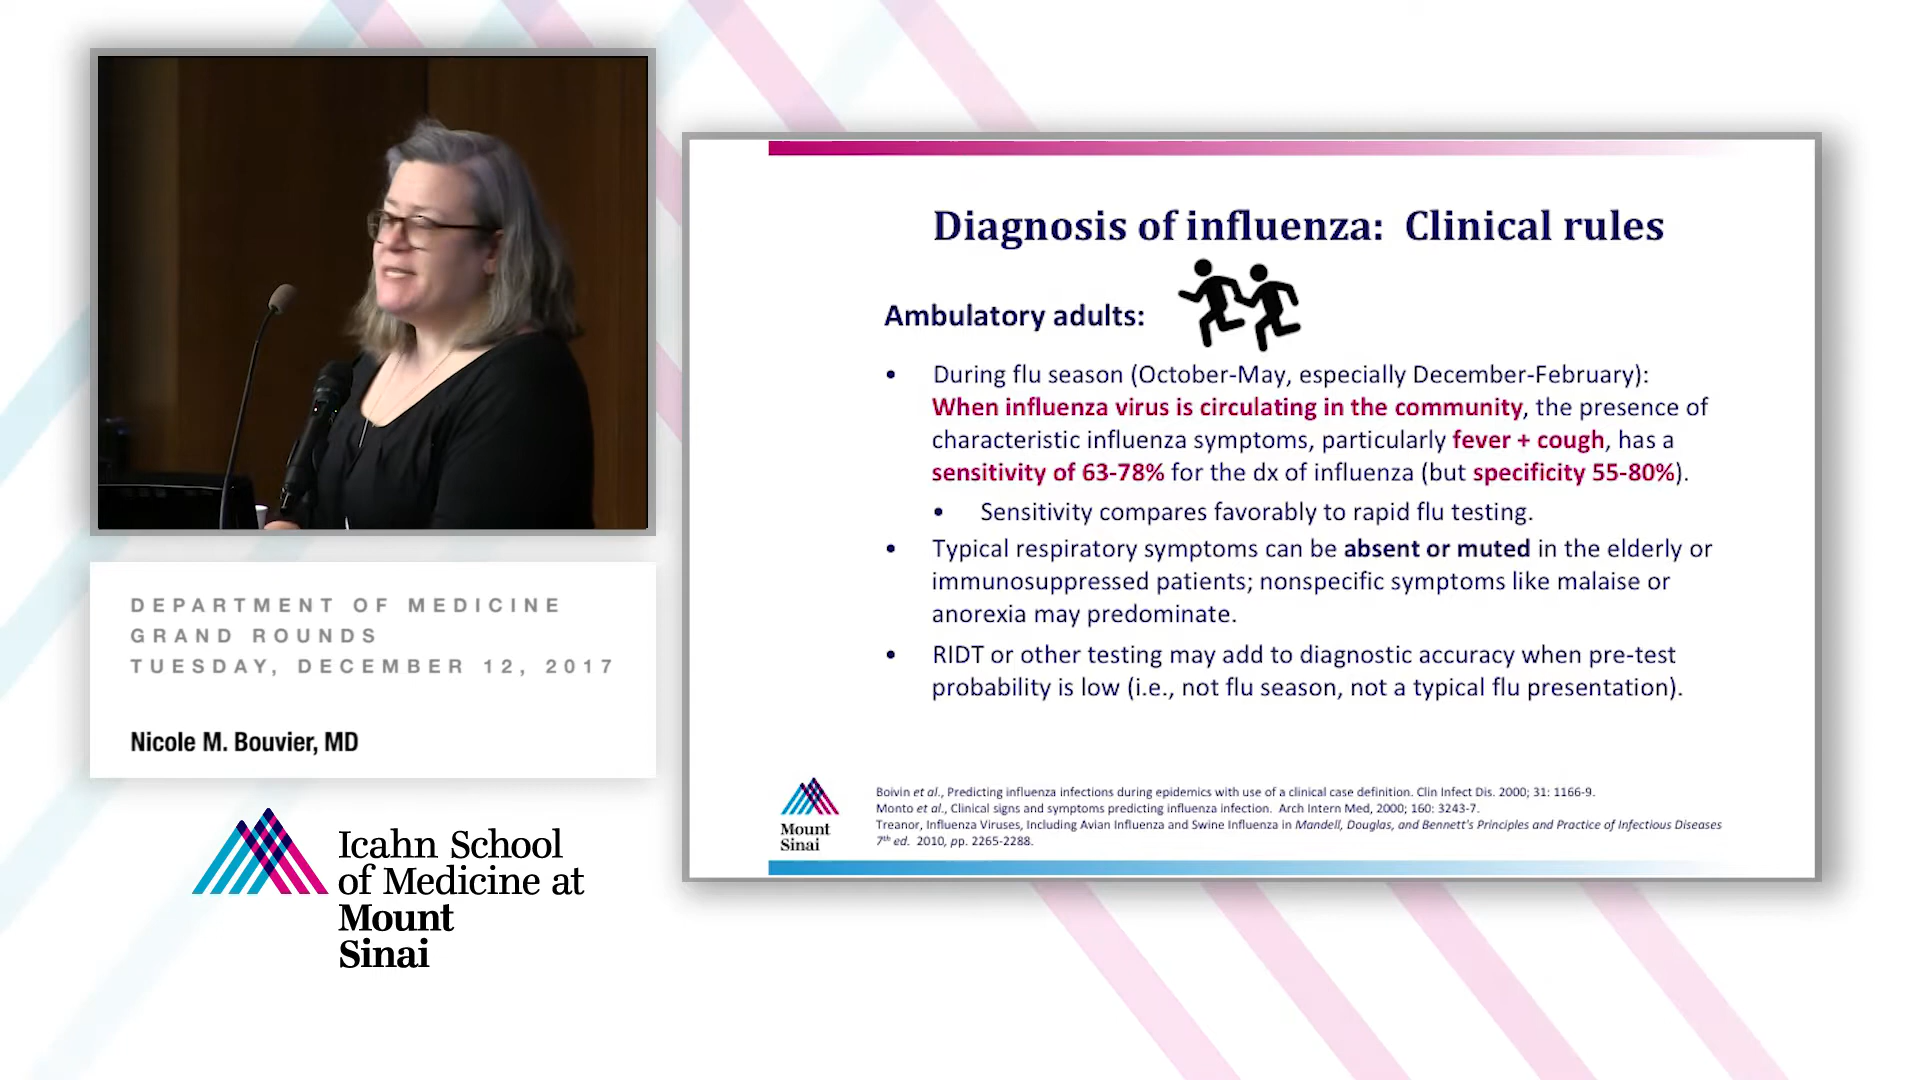 DEPARTMENT OF MEDICINE
GRAND ROUNDS
TUESDAY, DECEMBER 12, 2017
Nicole M. Bouvier, MD
Icahn School
of Medicine at
Mount
Sinai
Diagnosis of influenza:  Clinical rules
Ambulatory adults:
• During flu season (October-May, especially December-February):
When influenza virus is circulating in the community, the presence of
characteristic influenza symptoms, particularly fever + cough, has a
sensitivity of 63-78% for the dx of influenza (but specificity 55-80%).
• Sensitivity compares favorably to rapid flu testing.
• Typical respiratory symptoms can be absent or muted in the elderly or
immunosuppressed patients; nonspecific symptoms like malaise or
anorexia may predominate.
• RIDT or other testing may add to diagnostic accuracy when pre-test
probability is low (i.e., not flu season, not a typical flu presentation).
Mount
Sinai
Boivin et al., Predicting influenza infections during epidemics with use of a clinical case definition. Clin Infect Dis. 2000; 31: 1166-9.
Monto et al., Clinical signs and symptoms predicting influenza infection.  Arch Intern Med, 2000; 160: 3243-7.
Treanor, Influenza Viruses, Including Avian Influenza and Swine Influenza in Mandell, Douglas, and Bennett's Principles and Practice of Infectious Diseases
7th ed.  2010, pp. 2265-2288.